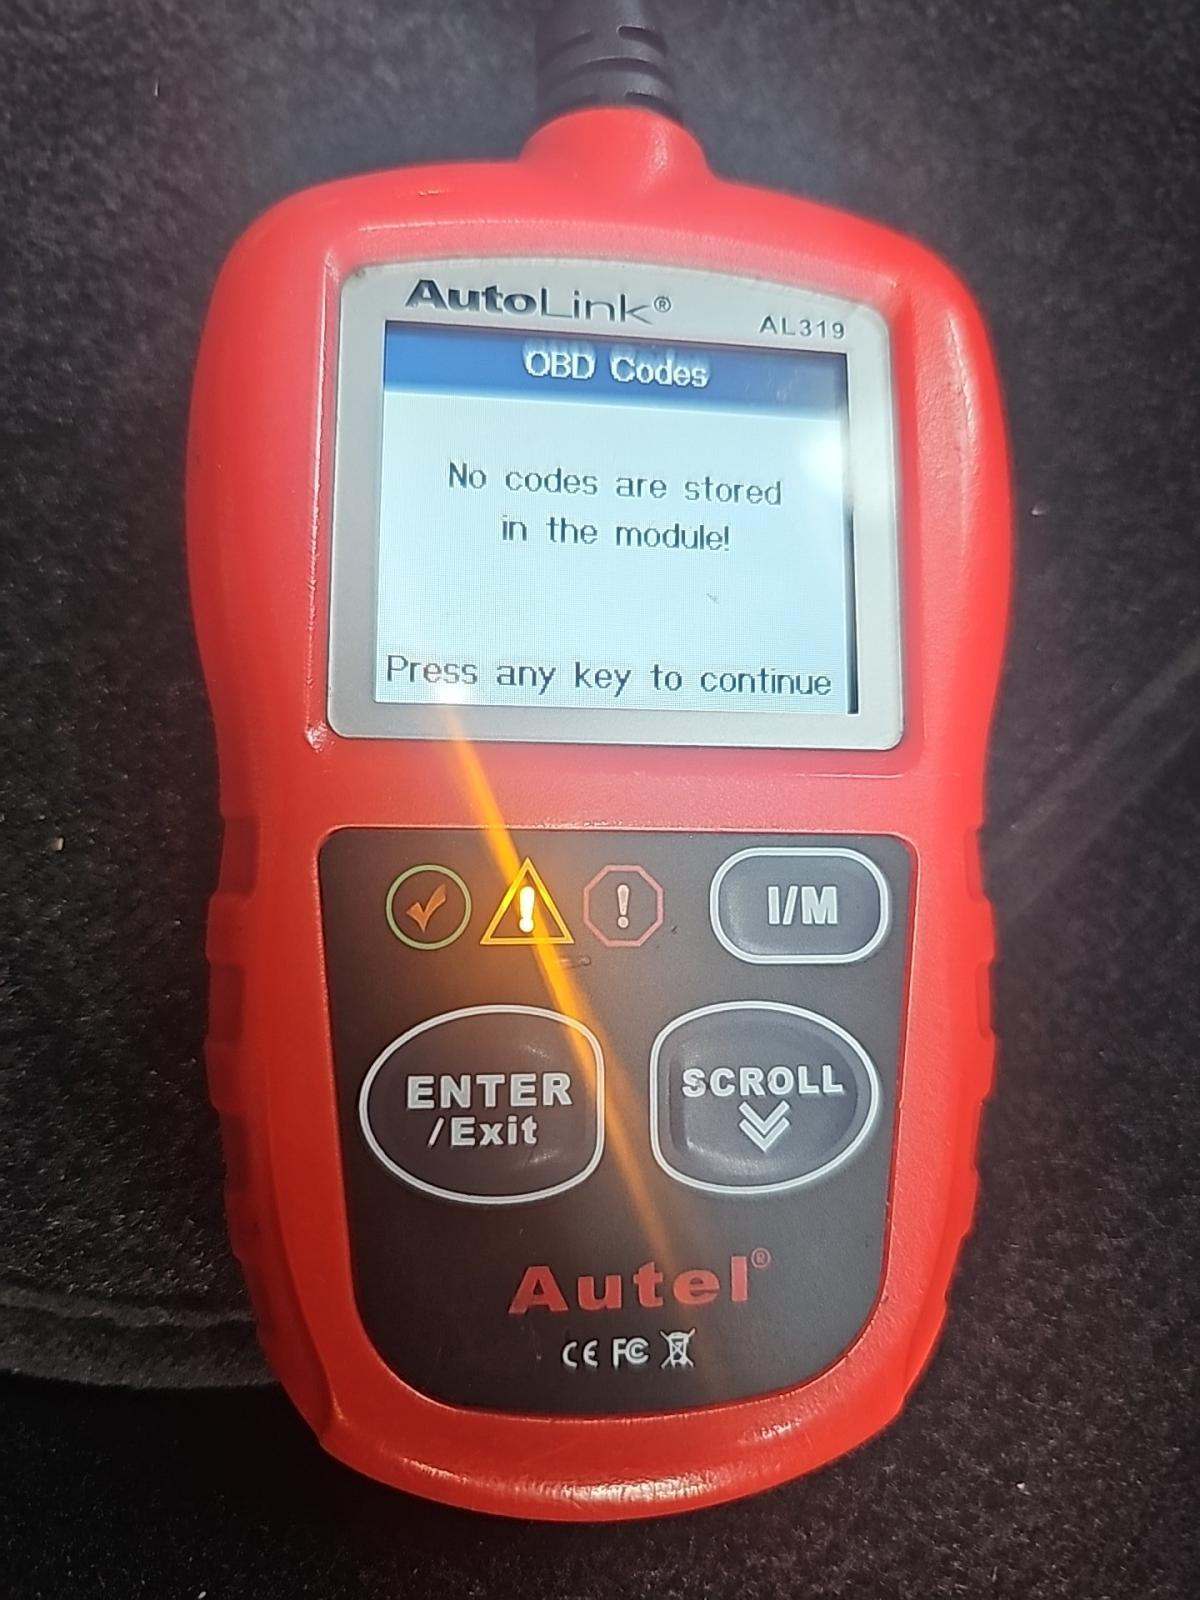 AutoLink®
AL319
OBD Codes
No codes are stored
in the module!
Press any key to continue
! !
I/M
ENTER
/Exit
SCROLL
Autel®
CE FC